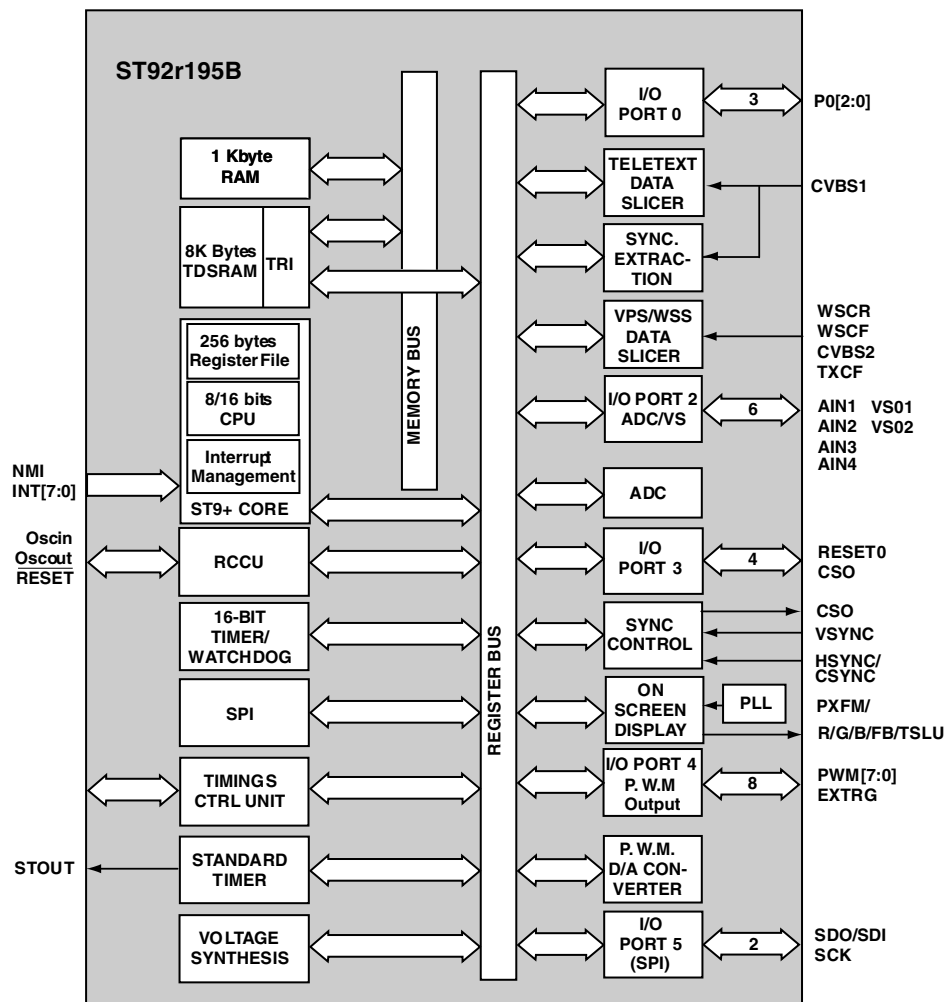 ST92r195B
1 Kbyte
RAM
8K Bytes
TDSRAM
TRI
256 bytes
Register File
8/16 bits
CPU
Interrupt
Management
ST9+ CORE
NMI
INT[7:0]
Oscin
Oscout
RESET
RCCU
16-BIT
TIMER/
WATCHDOG
SPI
TIMINGS
CTRL UNIT
STOUT
STANDARD
TIMER
VOLTAGE
SYNTHESIS
MEMORY BUS
REGISTER BUS
I/O
PORT 0
3
P0[2:0]
TELETEXT
DATA
SLICER
CVBS1
SYNC.
EXTRAC-
TION
VPS/WSS
DATA
SLICER
WSCR
WSCF
CVBS2
TXCF
I/O PORT 2
ADC/VS
6
AIN1 VS01
AIN2 VS02
AIN3
AIN4
ADC
I/O
PORT 3
4
RESET0
CSO
SYNC
CONTROL
CSO
VSYNC
HSYNC/
CSYNC
ON
SCREEN
DISPLAY
PLL
PXFM/
R/G/B/FB/TSLU
I/O PORT 4
P. W.M
Output
8
PWM[7:0]
EXTRG
P. W.M.
D/A CON-
VERTER
I/O
PORT 5
(SPI)
2
SDO/SDI
SCK